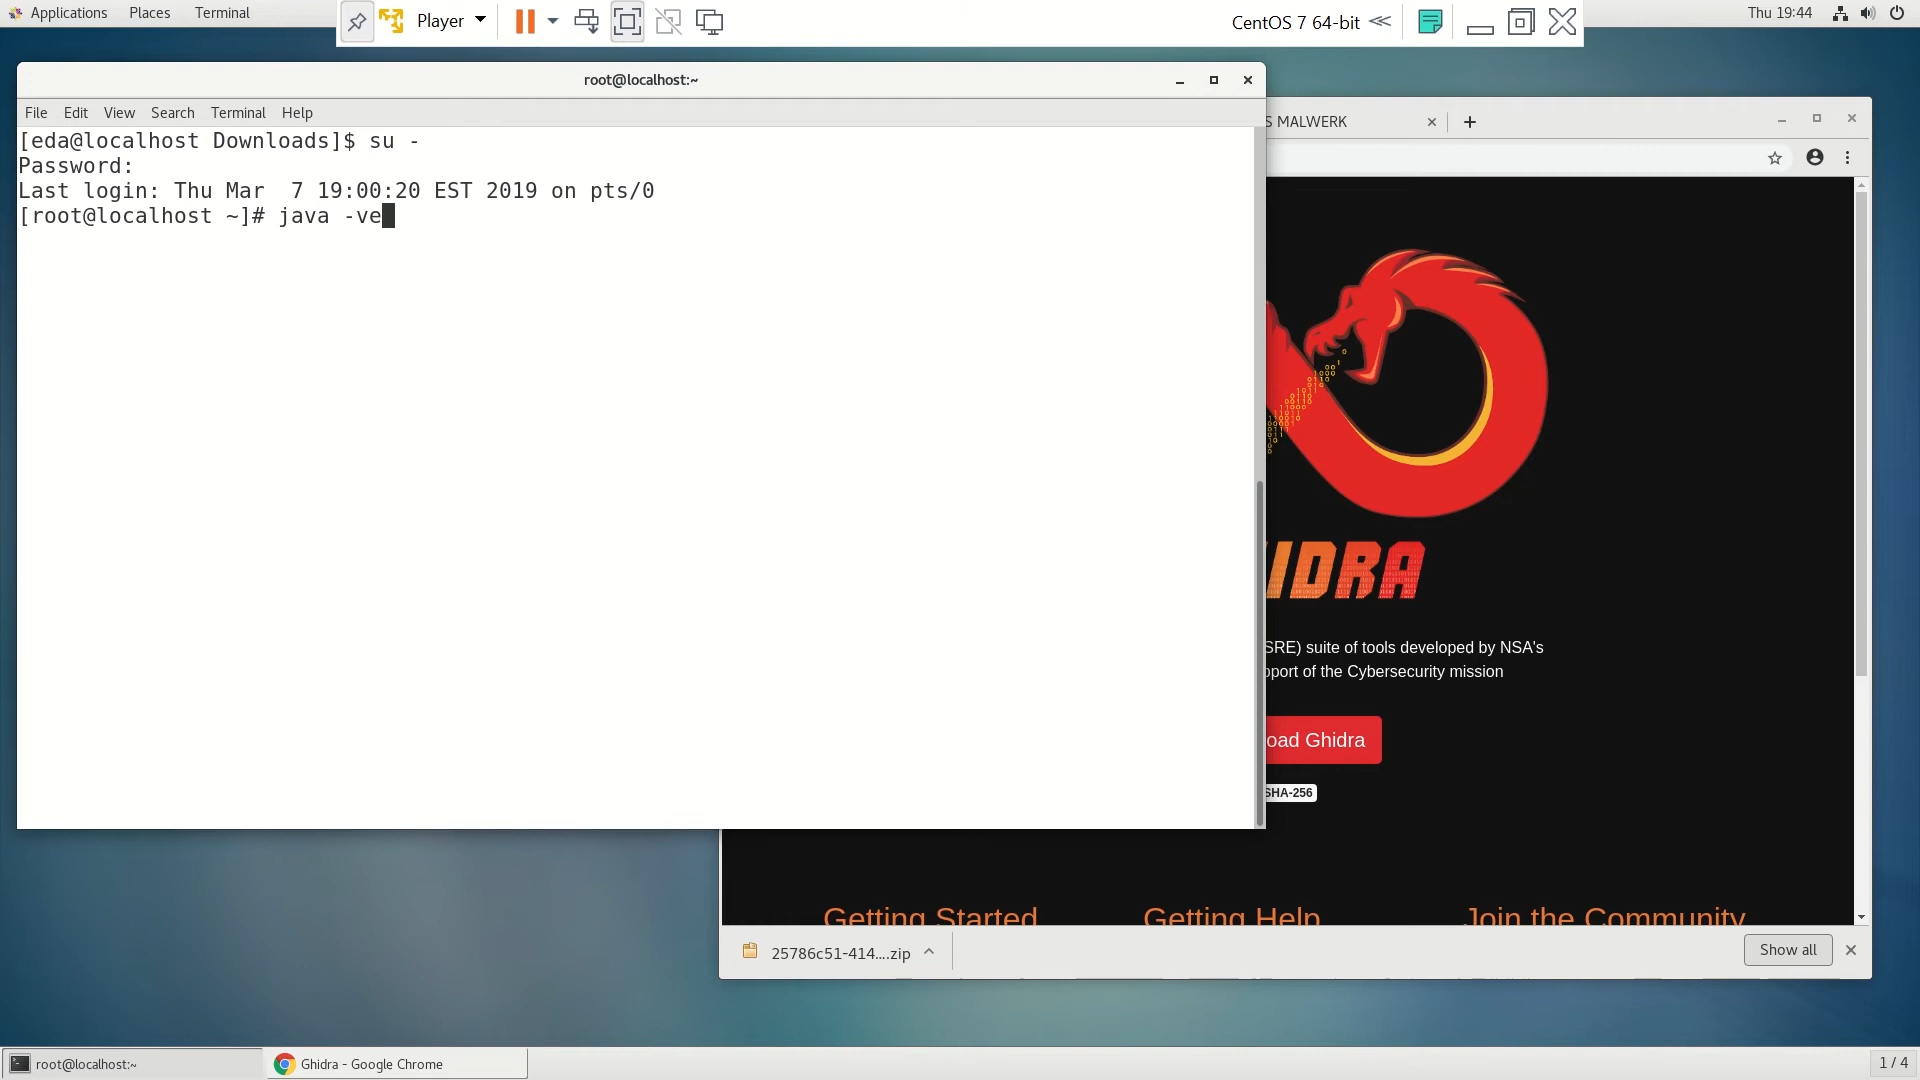 Applications Places Terminal
Player
CentOS 7 64-bit
Thu 19:44
root@localhost:~
File Edit View Search Terminal Help
[eda@localhost Downloads]$ su -
Password:
Last login: Thu Mar  7 19:00:20 EST 2019 on pts/0
[root@localhost ~]# java -ve
S MALWERK
IDRA
SRE) suite of tools developed by NSA's
pport of the Cybersecurity mission
oad Ghidra
SHA-256
Getting Started Getting Help Join the Community
25786c51-414....zip
Show all
root@localhost:~
Ghidra - Google Chrome
1 / 4